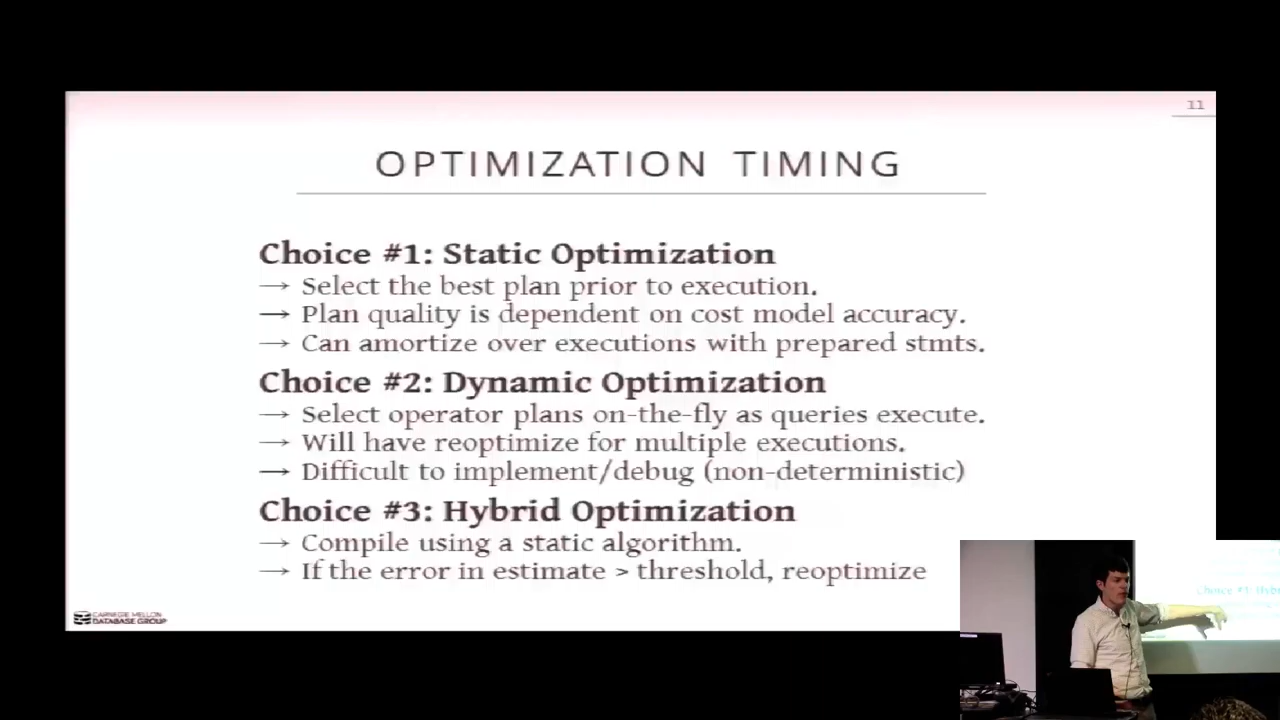 11
OPTIMIZATION TIMING
Choice #1: Static Optimization
→ Select the best plan prior to execution.
→ Plan quality is dependent on cost model accuracy.
→ Can amortize over executions with prepared stmts.
Choice #2: Dynamic Optimization
→ Select operator plans on-the-fly as queries execute.
→ Will have reoptimize for multiple executions.
→ Difficult to implement/debug (non-deterministic)
Choice #3: Hybrid Optimization
→ Compile using a static algorithm.
→ If the error in estimate > threshold, reoptimize
CARNEGIE MELLON
DATABASE GROUP